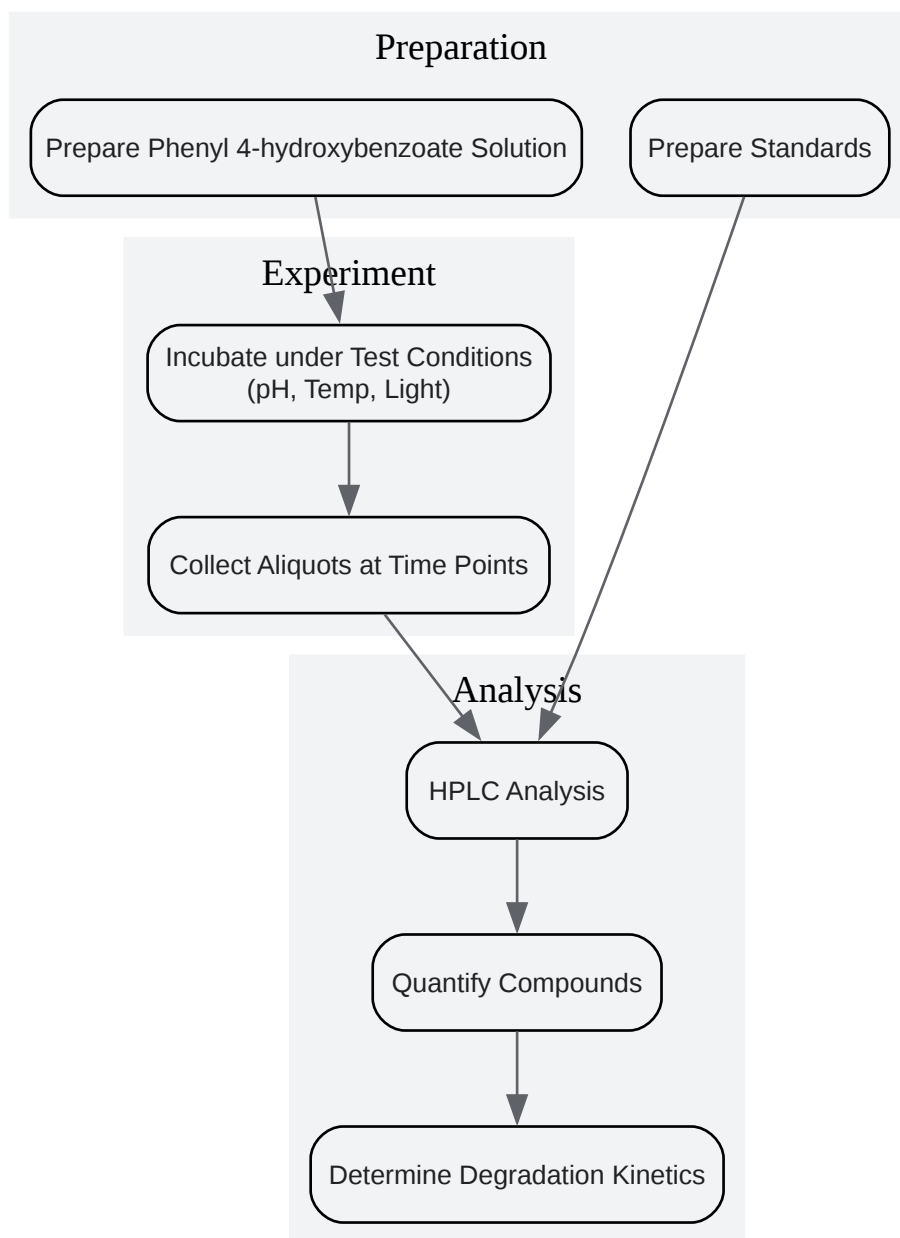 Preparation
Prepare Phenyl 4-hydroxybenzoate Solution
Prepare Standards
Experiment
Incubate under Test Conditions
(pH, Temp, Light)
Collect Aliquots at Time Points
Analysis
HPLC Analysis
Quantify Compounds
Determine Degradation Kinetics